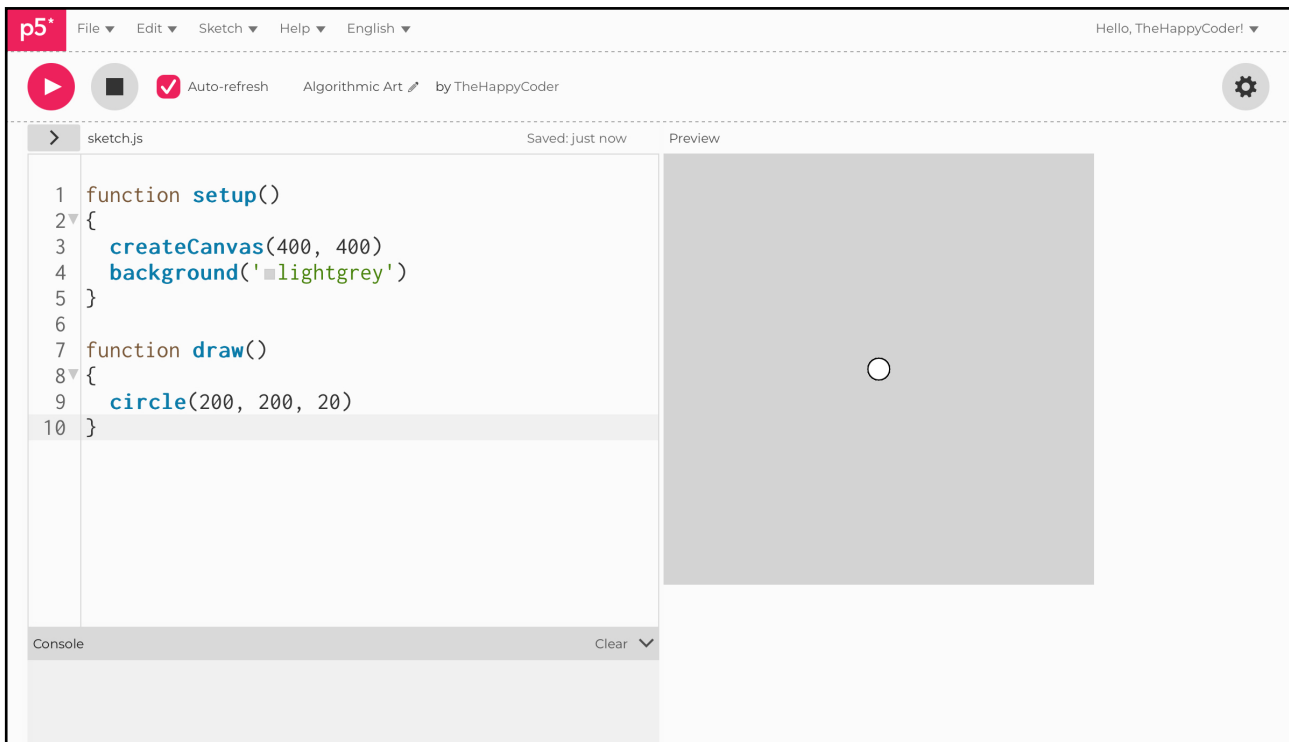 p5* File Edit Sketch Help English Hello, TheHappyCoder!
Auto-refresh Algorithmic Art by TheHappyCoder
sketch.js Saved: just now Preview
1 function setup()
2 {
3   createCanvas(400, 400)
4   background('lightgrey')
5 }
6
7 function draw()
8 {
9   circle(200, 200, 20)
10 }
Console Clear